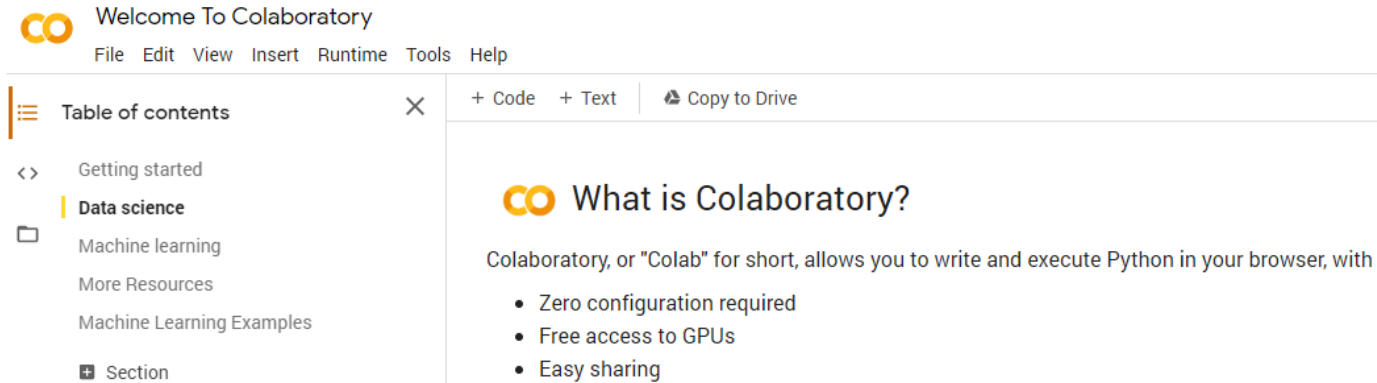 Welcome To Colaboratory
File Edit View Insert Runtime Tools Help
Table of contents
+ Code + Text Copy to Drive
Getting started
Data science
Machine learning
More Resources
Machine Learning Examples
Section
CO What is Colaboratory?
Colaboratory, or "Colab" for short, allows you to write and execute Python in your browser, with
• Zero configuration required
• Free access to GPUs
• Easy sharing